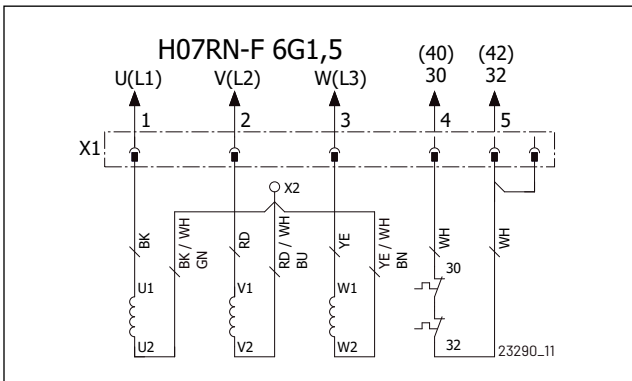 H07RN-F 6G1,5
(40) (42)
U(L1) V(L2) W(L3) 30 32
1 2 3 4 5
X1
X2
BK BK / WH GN RD RD / WH BU YE YE / WH BN WH WH
30
U1 V1 W1
U2 V2 W2 32
23290_11